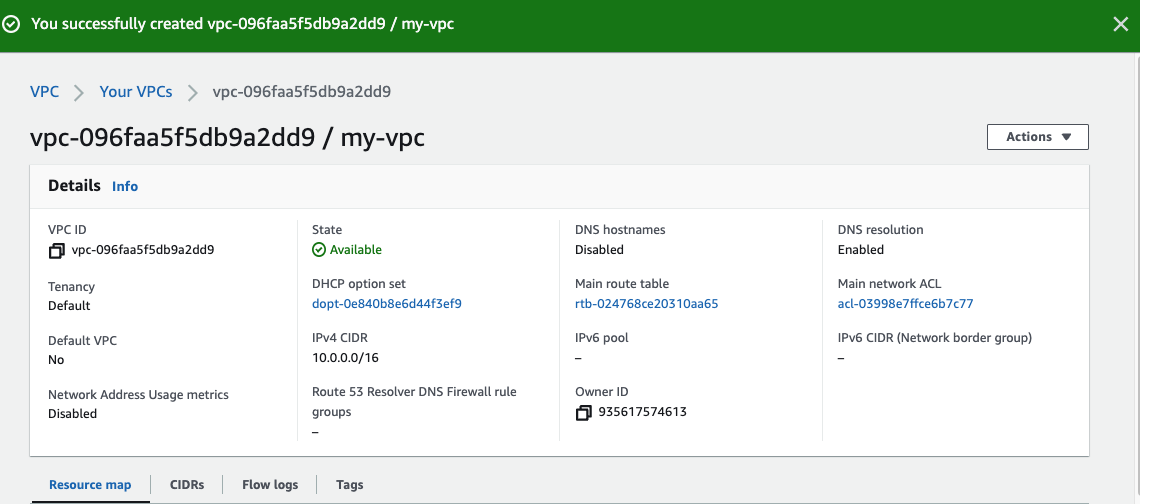 You successfully created vpc-096faa5f5db9a2dd9 / my-vpc
VPC
Your VPCs
vpc-096faa5f5db9a2dd9
vpc-096faa5f5db9a2dd9 / my-vpc
Actions
Details Info
VPC ID
vpc-096faa5f5db9a2dd9
State
Available
DNS hostnames
Disabled
DNS resolution
Enabled
Tenancy
Default
DHCP option set
dopt-0e840b8e6d44f3ef9
Main route table
rtb-024768ce20310aa65
Main network ACL
acl-03998e7ffce6b7c77
Default VPC
No
IPv4 CIDR
10.0.0.0/16
IPv6 pool
–
IPv6 CIDR (Network border group)
–
Network Address Usage metrics
Disabled
Route 53 Resolver DNS Firewall rule
groups
–
Owner ID
935617574613
Resource map
CIDRs
Flow logs
Tags